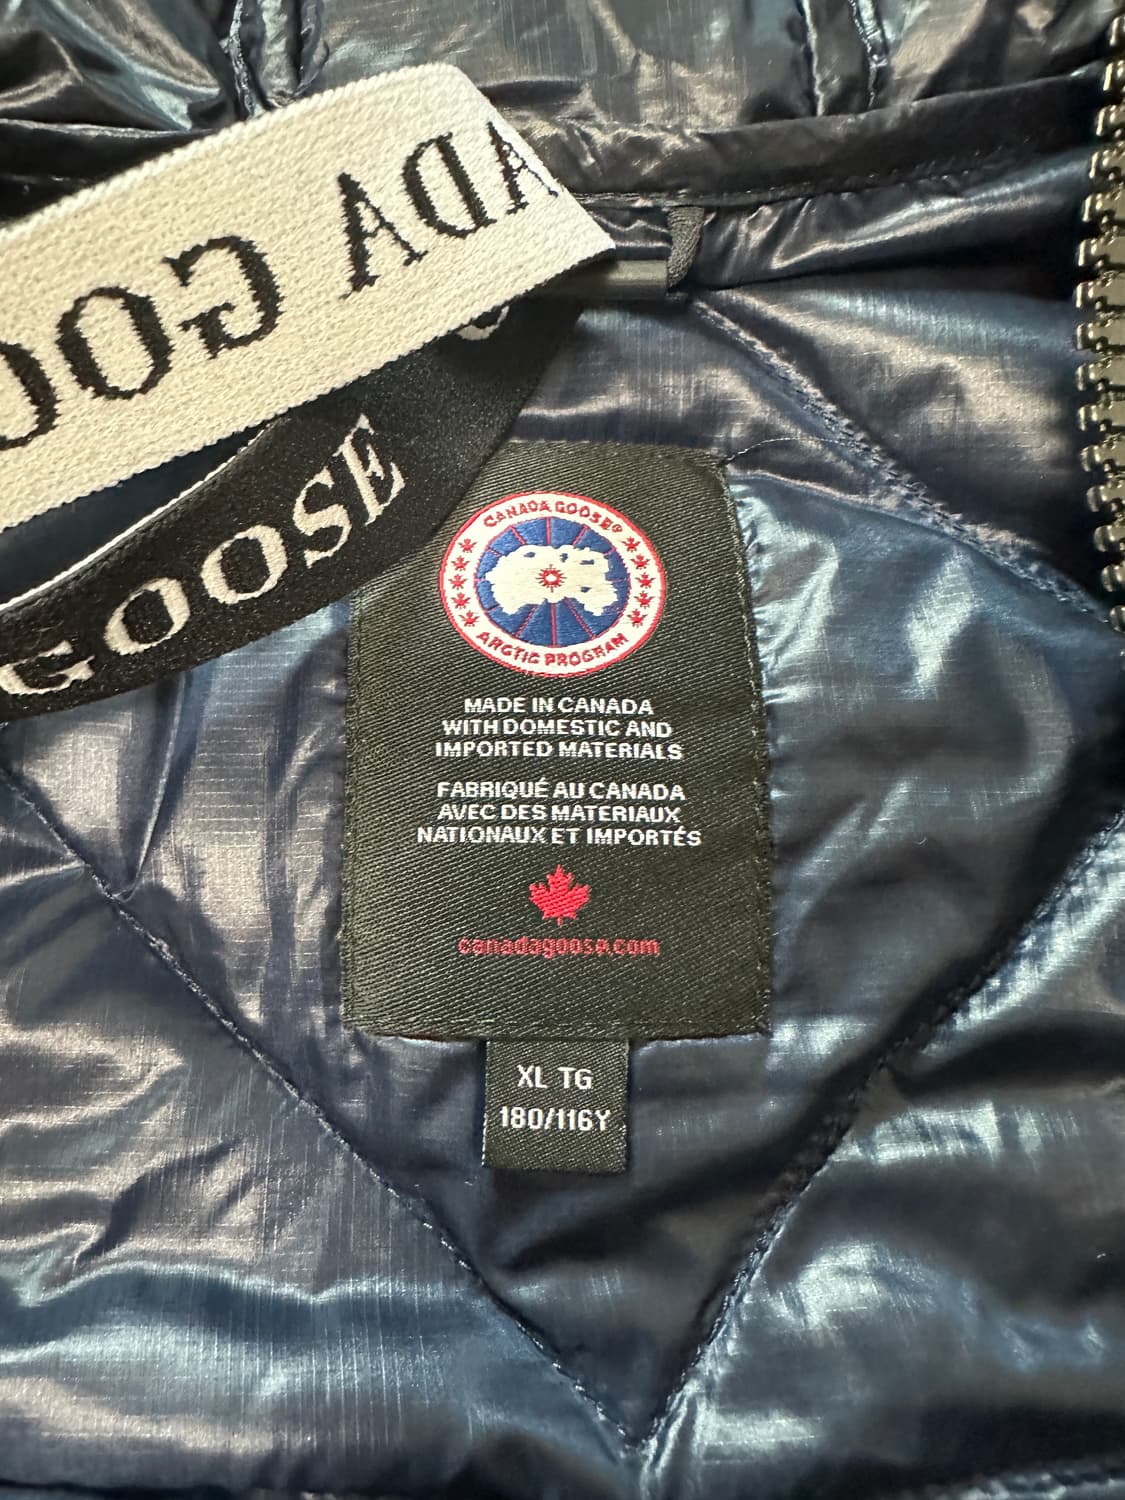 ADA GOO
GOOSE
CANADA GOOSE®
ARCTIC PROGRAM
MADE IN CANADA
WITH DOMESTIC AND
IMPORTED MATERIALS
FABRIQUÉ AU CANADA
AVEC DES MATERIAUX
NATIONAUX ET IMPORTÉS
canadagoose.com
XL TG
180/116Y